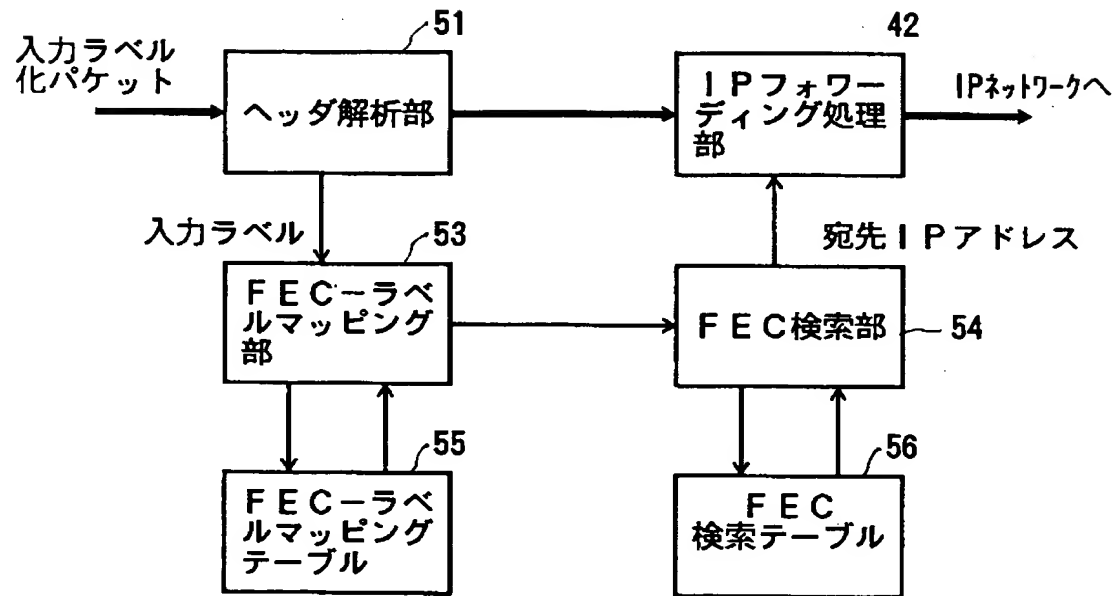 51
42
入力ラベル
化パケット
ヘッダ解析部
ＩＰフォワー
ディング処理
部
IPネットワークへ
入力ラベル
53
宛先ＩＰアドレス
ＦＥＣ－ラベ
ルマッピング
部
ＦＥＣ検索部
54
55
56
ＦＥＣ－ラベ
ルマッピング
テーブル
ＦＥＣ
検索テーブル